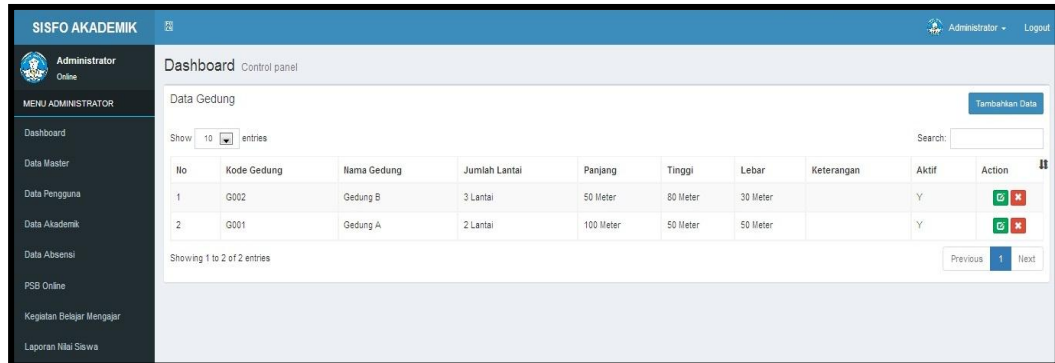 SISFO AKADEMIK
Administrator
Logout
Administrator
Online
MENU ADMINISTRATOR
Dashboard
Data Master
Data Pengguna
Data Akademik
Data Absensi
PSB Online
Kegiatan Belajar Mengajar
Laporan Nilai Siswa
Dashboard Control panel
Data Gedung
Tambahkan Data
Show 10 entries
Search:
No Kode Gedung Nama Gedung Jumlah Lantai Panjang Tinggi Lebar Keterangan Aktif Action
1 G002 Gedung B 3 Lantai 50 Meter 80 Meter 30 Meter Y
2 G001 Gedung A 2 Lantai 100 Meter 50 Meter 50 Meter Y
Showing 1 to 2 of 2 entries
Previous 1 Next